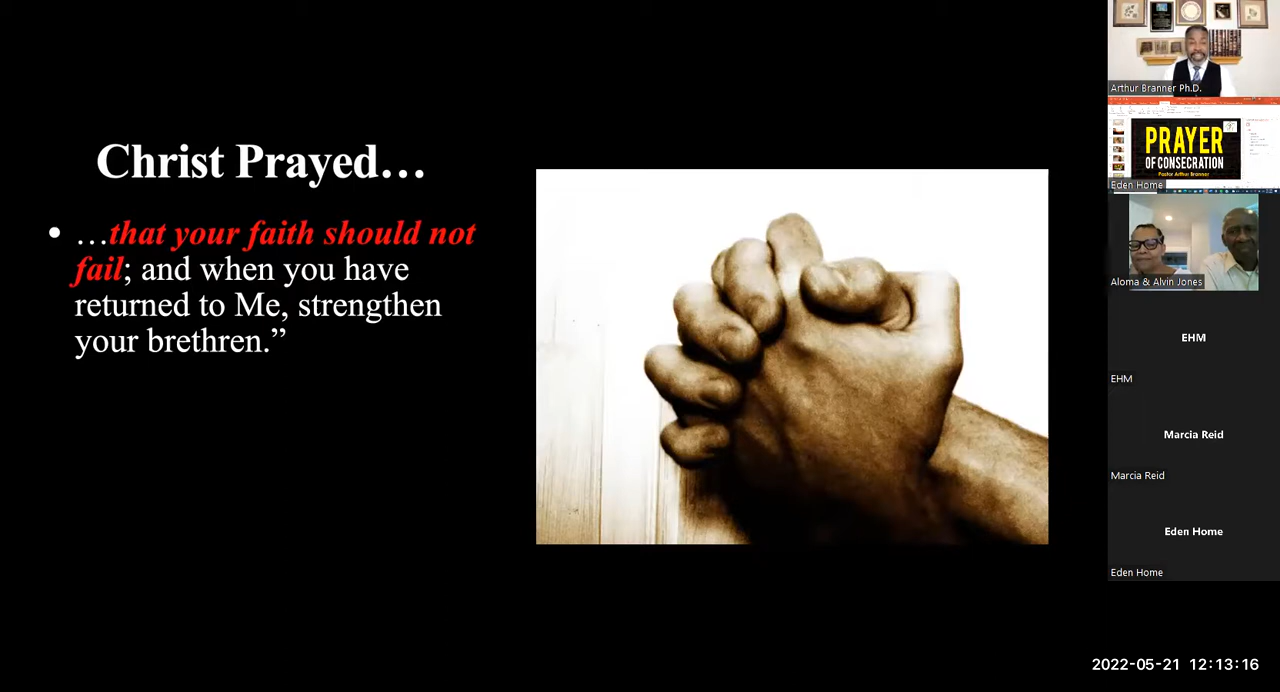 Christ Prayed…
• …that your faith should not
fail; and when you have
returned to Me, strengthen
your brethren.”
Arthur Branner Ph.D.
PRAYER
OF CONSECRATION
Pastor Arthur Branner
Eden Home
Aloma & Alvin Jones
EHM
EHM
Marcia Reid
Marcia Reid
Eden Home
Eden Home
2022-05-21 12:13:16